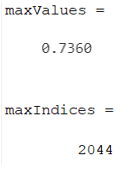 maxValues =
0.7360
maxIndices =
2044